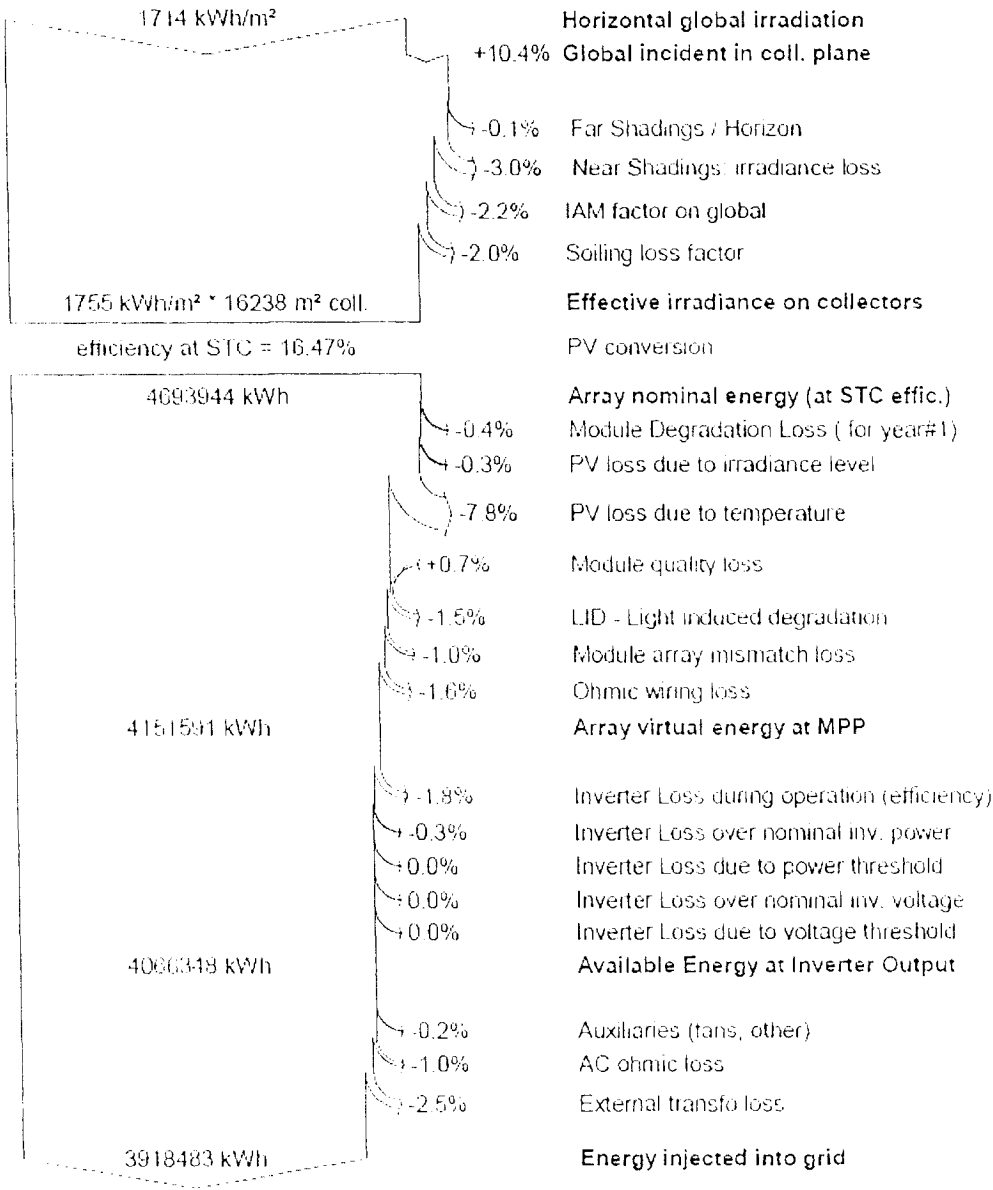 1714 kWh/m² Horizontal global irradiation
+10.4% Global incident in coll. plane
-0.1% Far Shadings / Horizon
-3.0% Near Shadings: irradiance loss
-2.2% IAM factor on global
-2.0% Soiling loss factor
1755 kWh/m² * 16238 m² coll. Effective irradiance on collectors
efficiency at STC = 16.47% PV conversion
4693944 kWh Array nominal energy (at STC effic.)
-0.4% Module Degradation Loss ( for year#1)
-0.3% PV loss due to irradiance level
-7.8% PV loss due to temperature
+0.7% Module quality loss
-1.5% LID - Light induced degradation
-1.0% Module array mismatch loss
-1.6% Ohmic wiring loss
4151591 kWh Array virtual energy at MPP
-1.8% Inverter Loss during operation (efficiency)
-0.3% Inverter Loss over nominal inv. power
0.0% Inverter Loss due to power threshold
0.0% Inverter Loss over nominal inv. voltage
0.0% Inverter Loss due to voltage threshold
4066348 kWh Available Energy at Inverter Output
-0.2% Auxiliaries (fans, other)
-1.0% AC ohmic loss
-2.5% External transfo loss
3918483 kWh Energy injected into grid